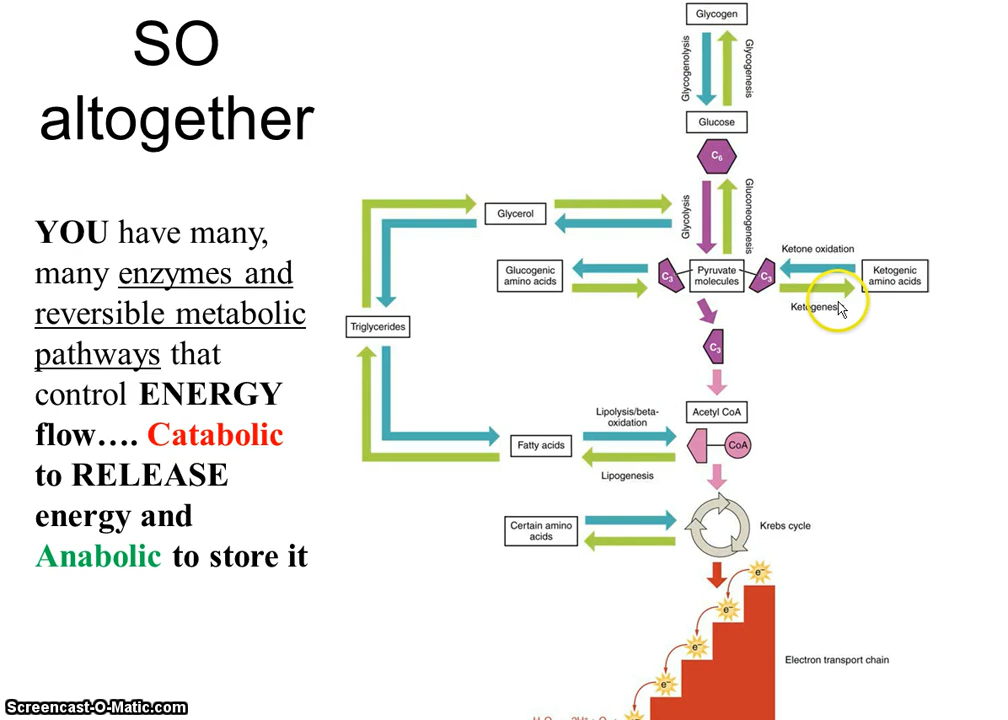 SO
altogether
YOU have many,
many enzymes and
reversible metabolic
pathways that
control ENERGY
flow…. Catabolic
to RELEASE
energy and
Anabolic to store it
Glycogen
Glycogenolysis
Glycogenesis
Glucose
C6
Glycolysis
Gluconeogenesis
Glycerol
Glucogenic
amino acids
C3
Pyruvate
molecules
C3
Ketone oxidation
Ketogenic
amino acids
Triglycerides
C3
Acetyl CoA
CoA
Lipolysis/beta-
oxidation
Fatty acids
Lipogenesis
Certain amino
acids
Krebs cycle
e−
e−
e−
e−
Electron transport chain
Screencast-O-Matic.com